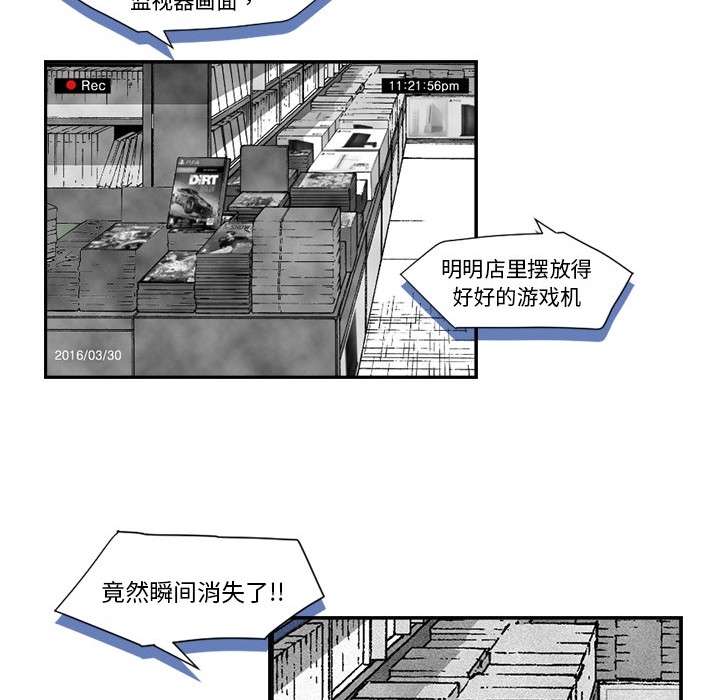 监视器画面，
Rec
11:21:56pm
PS4
DiRT
明明店里摆放得
好好的游戏机
2016/03/30
竟然瞬间消失了!!